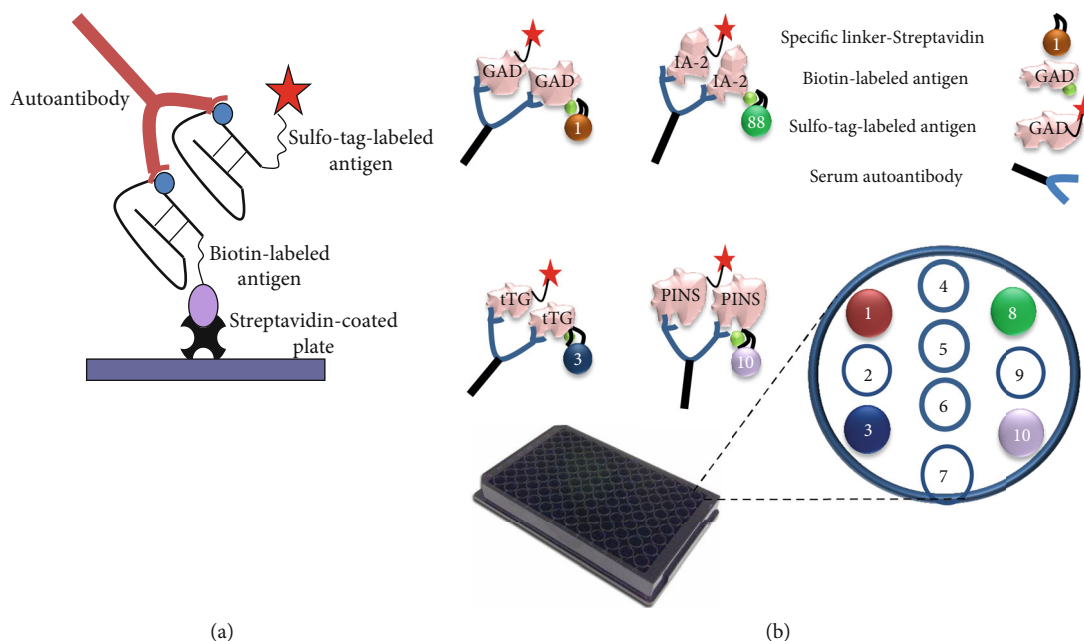 Autoantibody
Sulfo-tag-labeled
antigen
Biotin-labeled
antigen
Streptavidin-coated
plate
(a)
GAD
GAD
1
IA-2
IA-2
88
Specific linker-Streptavidin
1
Biotin-labeled antigen
GAD
Sulfo-tag-labeled antigen
GAD
Serum autoantibody
tTG
tTG
3
PINS
PINS
10
4
1
8
5
2
9
6
3
10
7
(b)